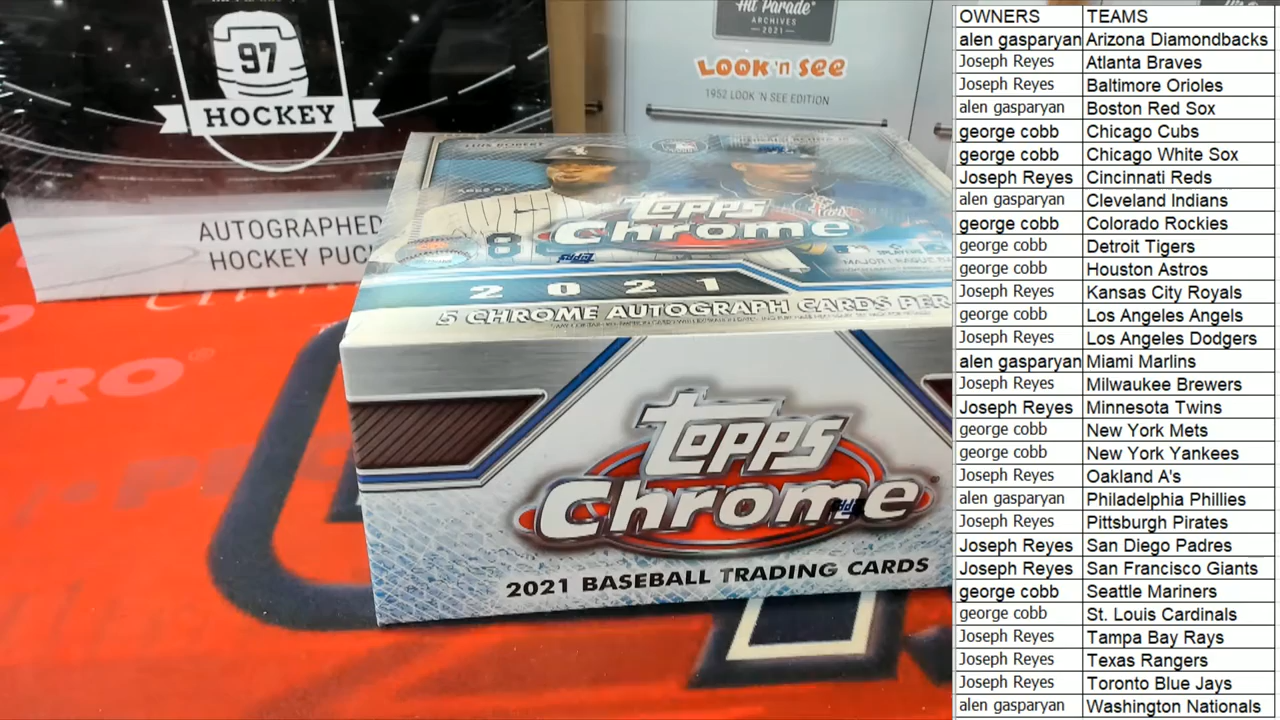 Hit Parade
ARCHIVES
2021
LOOK 'n SEE
1952 LOOK 'N SEE EDITION
97
HOCKEY
AUTOGRAPHED
HOCKEY PUC
PRO
8
Topps
Chrome
2021
5 CHROME AUTOGRAPH CARDS PER
Topps
Chrome
2021 BASEBALL TRADING CARDS
OWNERS TEAMS
alen gasparyan Arizona Diamondbacks
Joseph Reyes Atlanta Braves
Joseph Reyes Baltimore Orioles
alen gasparyan Boston Red Sox
george cobb Chicago Cubs
george cobb Chicago White Sox
Joseph Reyes Cincinnati Reds
alen gasparyan Cleveland Indians
george cobb Colorado Rockies
george cobb Detroit Tigers
george cobb Houston Astros
Joseph Reyes Kansas City Royals
george cobb Los Angeles Angels
Joseph Reyes Los Angeles Dodgers
alen gasparyan Miami Marlins
Joseph Reyes Milwaukee Brewers
Joseph Reyes Minnesota Twins
george cobb New York Mets
george cobb New York Yankees
Joseph Reyes Oakland A's
alen gasparyan Philadelphia Phillies
Joseph Reyes Pittsburgh Pirates
Joseph Reyes San Diego Padres
Joseph Reyes San Francisco Giants
george cobb Seattle Mariners
george cobb St. Louis Cardinals
Joseph Reyes Tampa Bay Rays
Joseph Reyes Texas Rangers
Joseph Reyes Toronto Blue Jays
alen gasparyan Washington Nationals